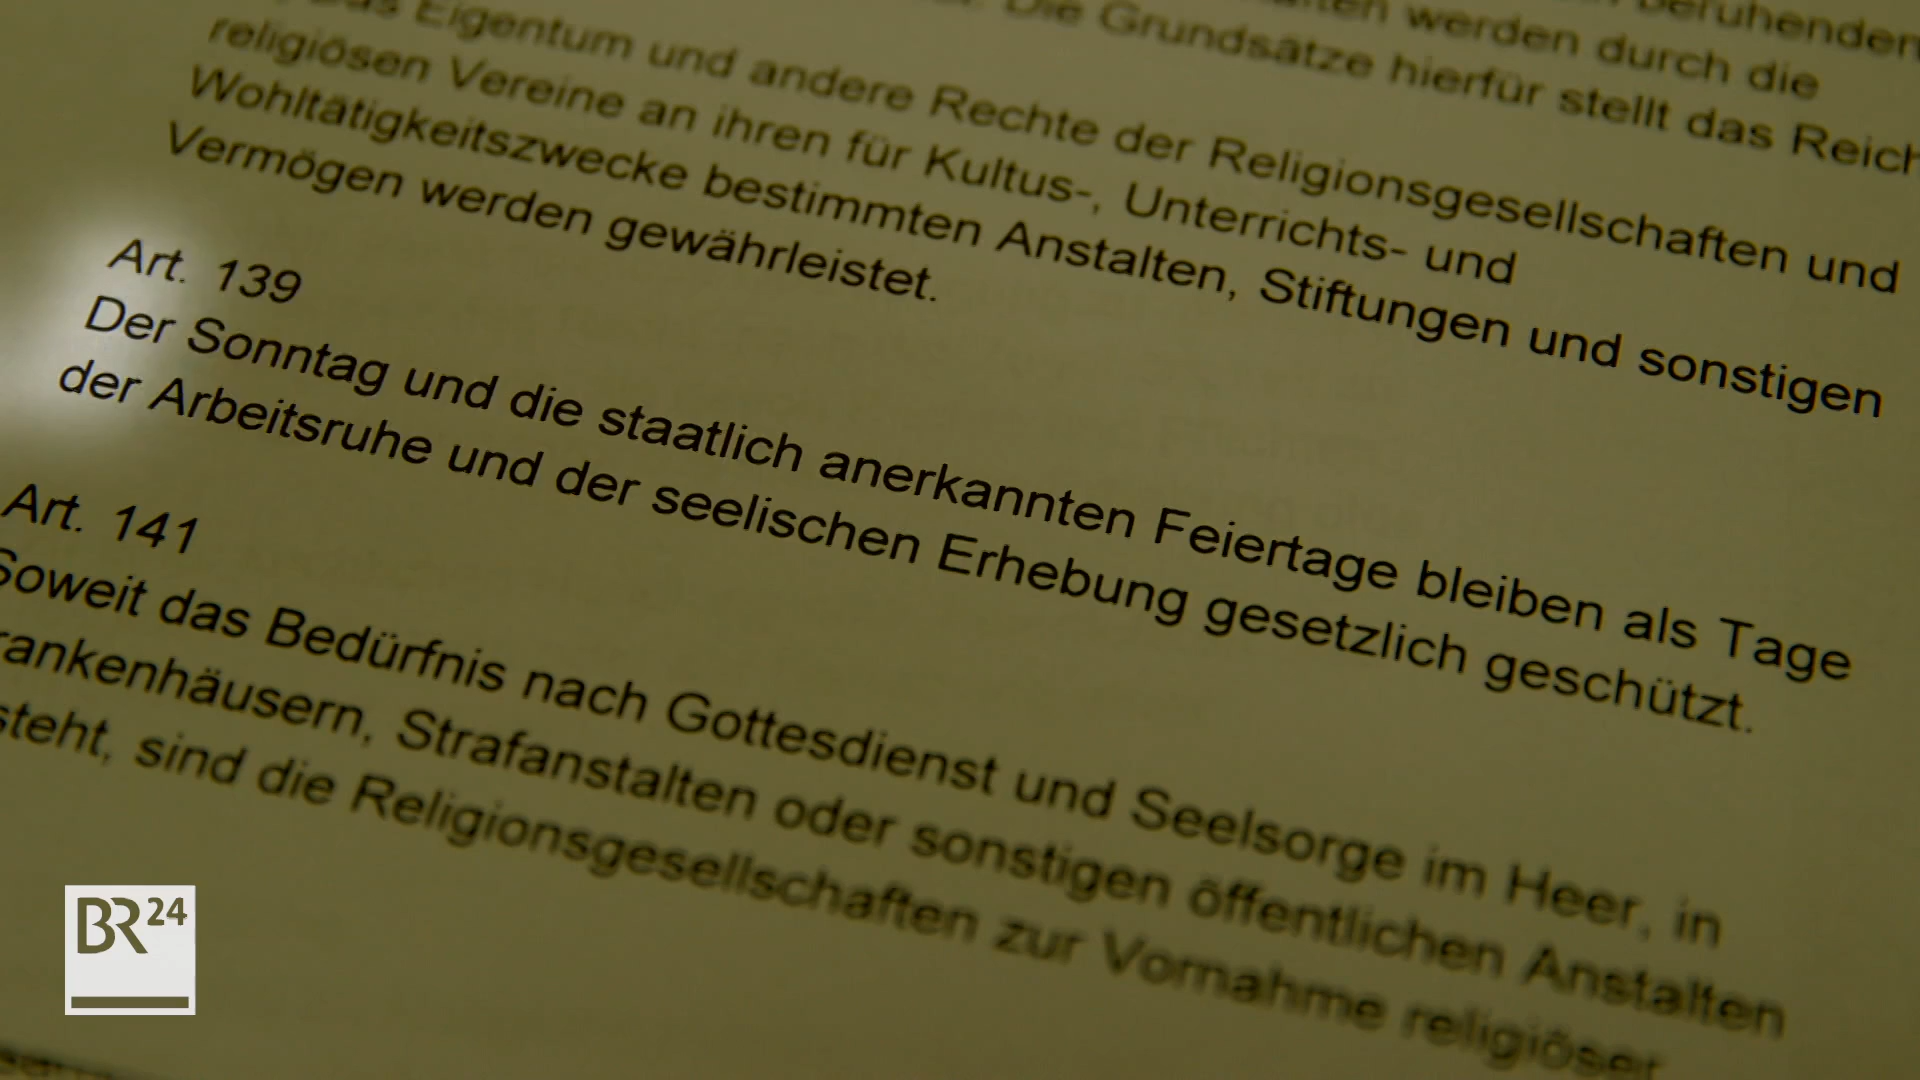 beruhenden
werden durch die
Die Grundsätze hierfür stellt das Reich
Das Eigentum und andere Rechte der Religionsgesellschaften und
religiösen Vereine an ihren für Kultus-, Unterrichts- und
Wohltätigkeitszwecke bestimmten Anstalten, Stiftungen und sonstigen
Vermögen werden gewährleistet.
Art. 139
Der Sonntag und die staatlich anerkannten Feiertage bleiben als Tage
der Arbeitsruhe und der seelischen Erhebung gesetzlich geschützt.
Art. 141
Soweit das Bedürfnis nach Gottesdienst und Seelsorge im Heer, in
rankenhäusern, Strafanstalten oder sonstigen öffentlichen Anstalten
steht, sind die Religionsgesellschaften zur Vornahme religiöser
BR24